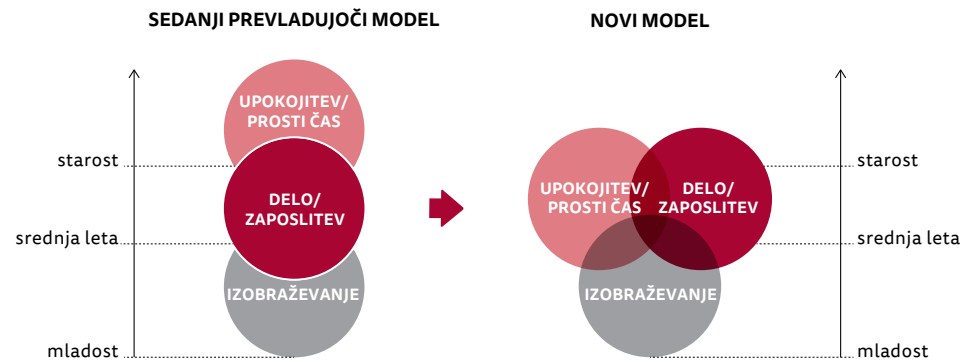 SEDANJI PREVLADUJOČI MODEL
UPOKOJITEV/
PROSTI ČAS
DELO/
ZAPOSLITEV
IZOBRAŽEVANJE
starost
srednja leta
mladost
NOVI MODEL
UPOKOJITEV/
PROSTI ČAS
DELO/
ZAPOSLITEV
IZOBRAŽEVANJE
starost
srednja leta
mladost